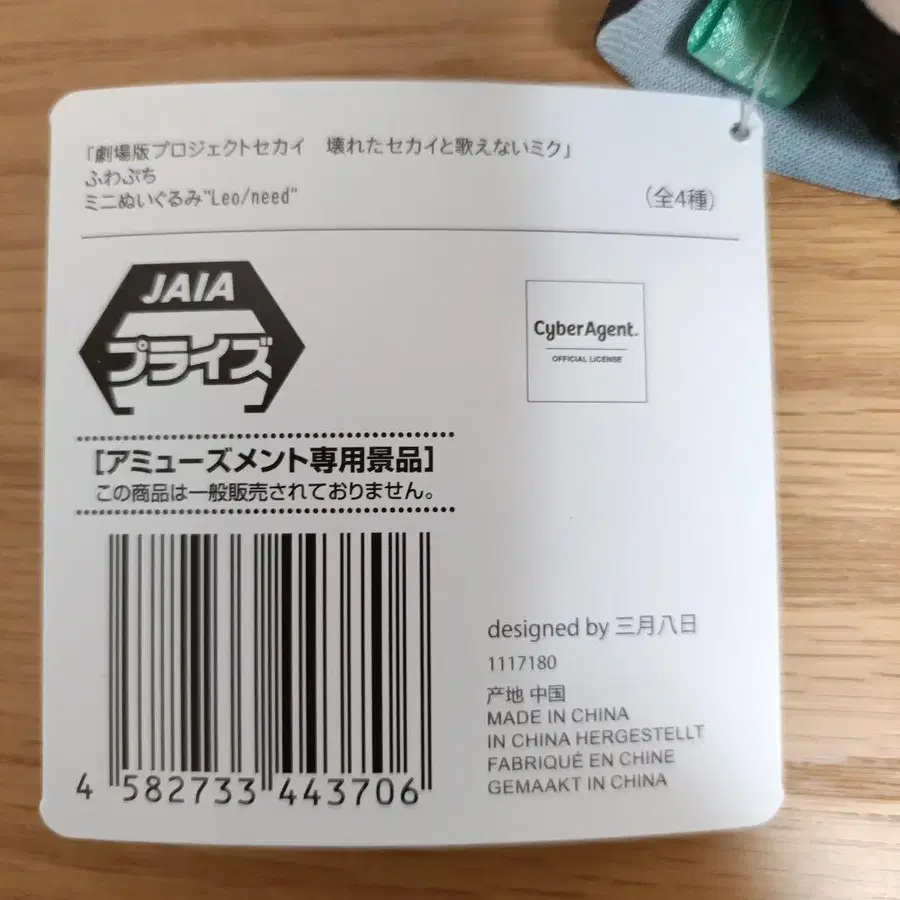 「劇場版プロジェクトセカイ　壊れたセカイと歌えないミク」
ふわぷち
ミニぬいぐるみ"Leo/need"
（全4種）
JAIA
プライズ
CyberAgent.
OFFICIAL LICENSE
［アミューズメント専用景品］
この商品は一般販売されておりません。
4 582733 443706
designed by 三月八日
1117180
产地 中国
MADE IN CHINA
IN CHINA HERGESTELLT
FABRIQUÉ EN CHINE
GEMAAKT IN CHINA